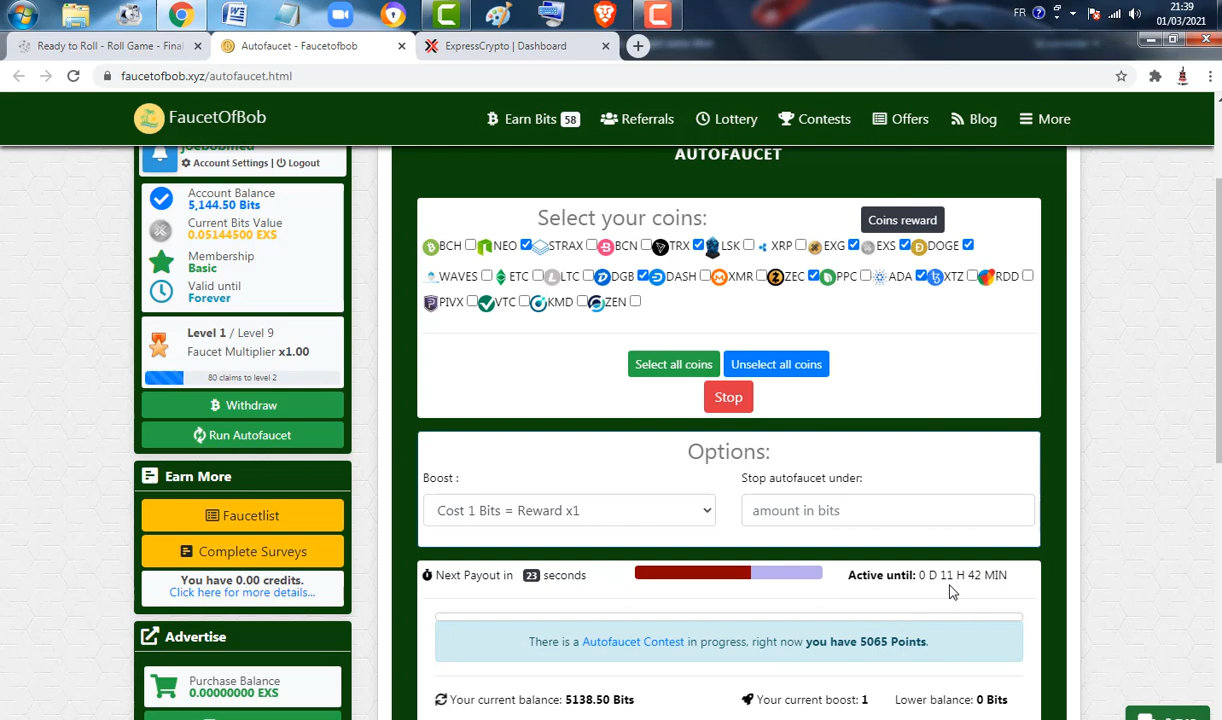 21:39
FR
01/03/2021
Ready to Roll - Roll Game - Final
Autofaucet - Faucetofbob
ExpressCrypto | Dashboard
faucetofbob.xyz/autofaucet.html
FaucetOfBob
Earn Bits 58
Referrals
Lottery
Contests
Offers
Blog
More
Account Settings | Logout
Account Balance
5,144.50 Bits
Current Bits Value
0.05144500 EXS
Membership
Basic
Valid until
Forever
Level 1 / Level 9
Faucet Multiplier x1.00
80 claims to level 2
Withdraw
Run Autofaucet
Earn More
Faucetlist
Complete Surveys
You have 0.00 credits.
Click here for more details...
Advertise
Purchase Balance
0.00000000 EXS
AUTOFAUCET
Select your coins:
Coins reward
BCH NEO STRAX BCN TRX LSK XRP EXG EXS DOGE
WAVES ETC LTC DGB DASH XMR ZEC PPC ADA XTZ RDD
PIVX VTC KMD ZEN
Select all coins
Unselect all coins
Stop
Options:
Boost :
Stop autofaucet under:
Cost 1 Bits = Reward x1
amount in bits
Next Payout in 23 seconds
Active until: 0 D 11 H 42 MIN
There is a Autofaucet Contest in progress, right now you have 5065 Points.
Your current balance: 5138.50 Bits
Your current boost: 1
Lower balance: 0 Bits